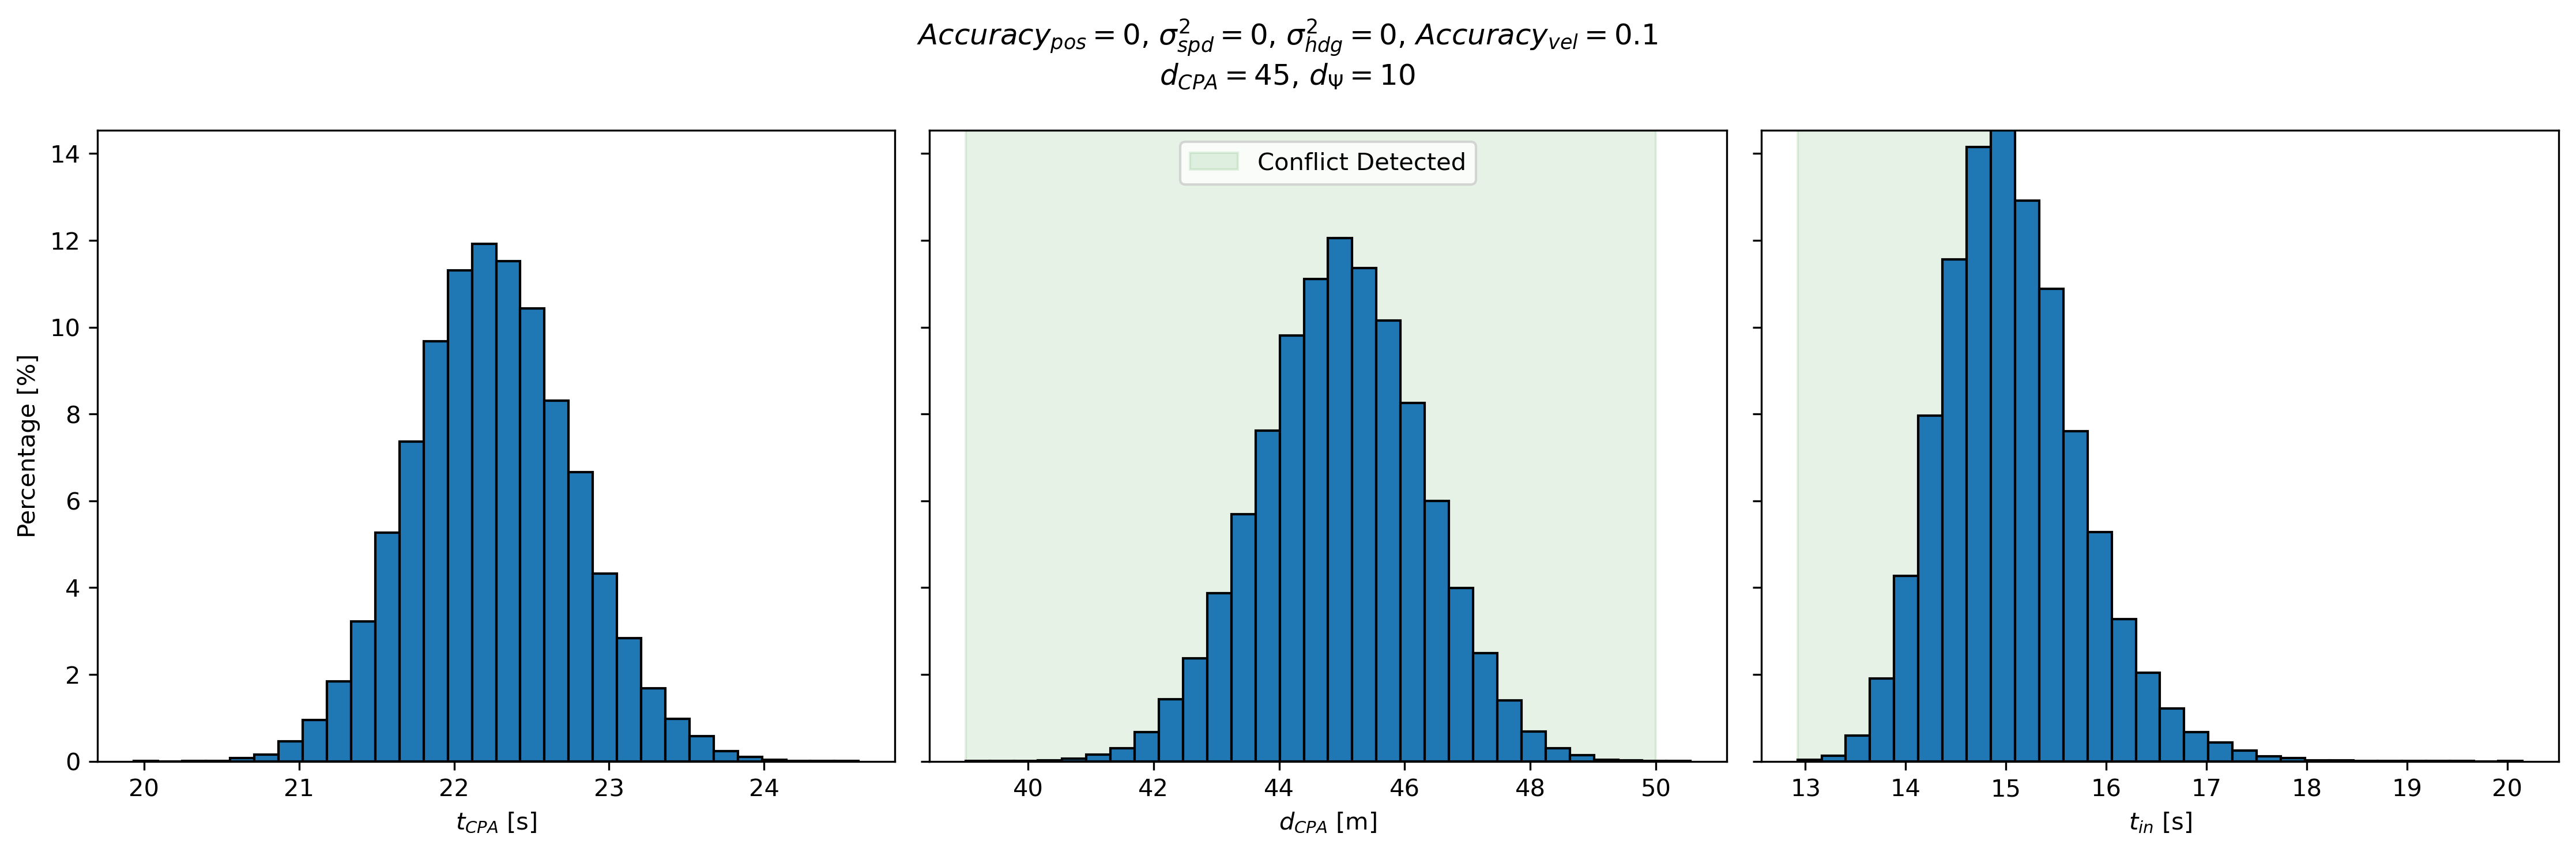 Accuracy_pos = 0, σ²_spd = 0, σ²_hdg = 0, Accuracy_vel = 0.1
d_CPA = 45, d_Ψ = 10
Percentage [%]
0 2 4 6 8 10 12 14
20 21 22 23 24
t_CPA [s]
Conflict Detected
40 42 44 46 48 50
d_CPA [m]
13 14 15 16 17 18 19 20
t_in [s]